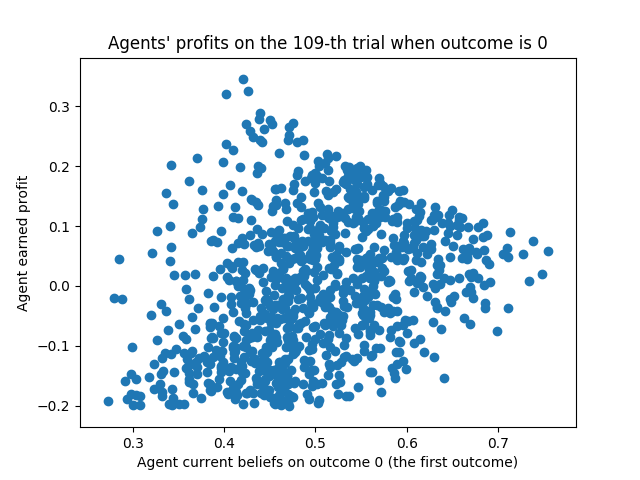 Agents' profits on the 109-th trial when outcome is 0
Agent earned profit
0.3
0.2
0.1
0.0
−0.1
−0.2
0.3 0.4 0.5 0.6 0.7
Agent current beliefs on outcome 0 (the first outcome)